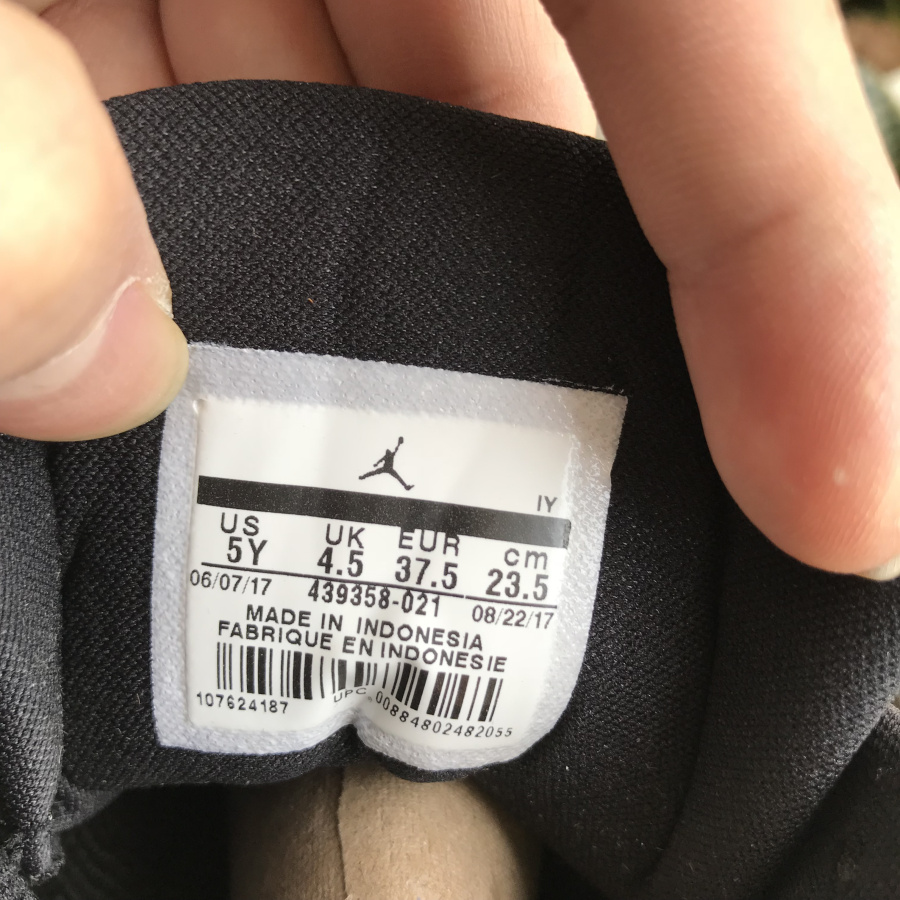 IY
US UK EUR cm
5Y 4.5 37.5 23.5
06/07/17 439358-021 08/22/17
MADE IN INDONESIA
FABRIQUE EN INDONESIE
107624187 UPC 00884802482055